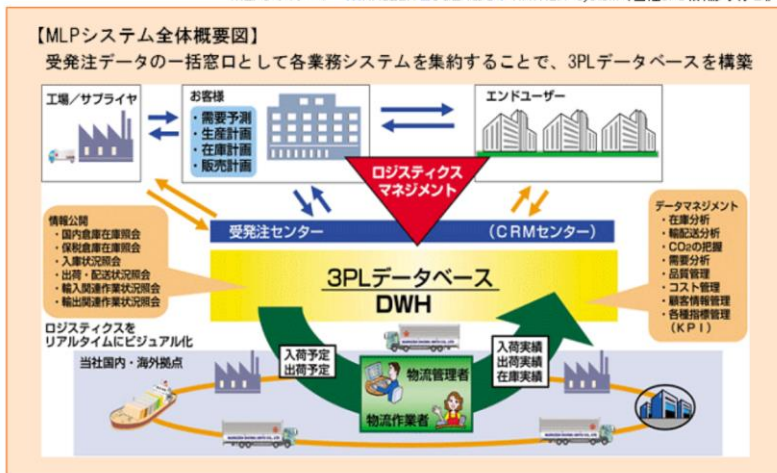 【MLPシステム全体概要図】
受発注データの一括窓口として各業務システムを集約することで、3PLデータベースを構築
工場／サプライヤ
お客様
・需要予測
・生産計画
・在庫計画
・販売計画
エンドユーザー
ロジスティクス
マネジメント
受発注センター
（CRMセンター）
情報公開
・国内倉庫在庫照会
・保税倉庫在庫照会
・入庫状況照会
・出荷・配送状況照会
・輸入関連作業状況照会
・輸出関連作業状況照会
3PLデータベース
DWH
データマネジメント
・在庫分析
・輸配送分析
・CO2の把握
・需要分析
・品質管理
・コスト管理
・顧客情報管理
・各種指標管理
（KPI）
ロジスティクスを
リアルタイムにビジュアル化
当社国内・海外拠点
入荷予定
出荷予定
物流管理者
物流作業者
入荷実績
出荷実績
在庫実績